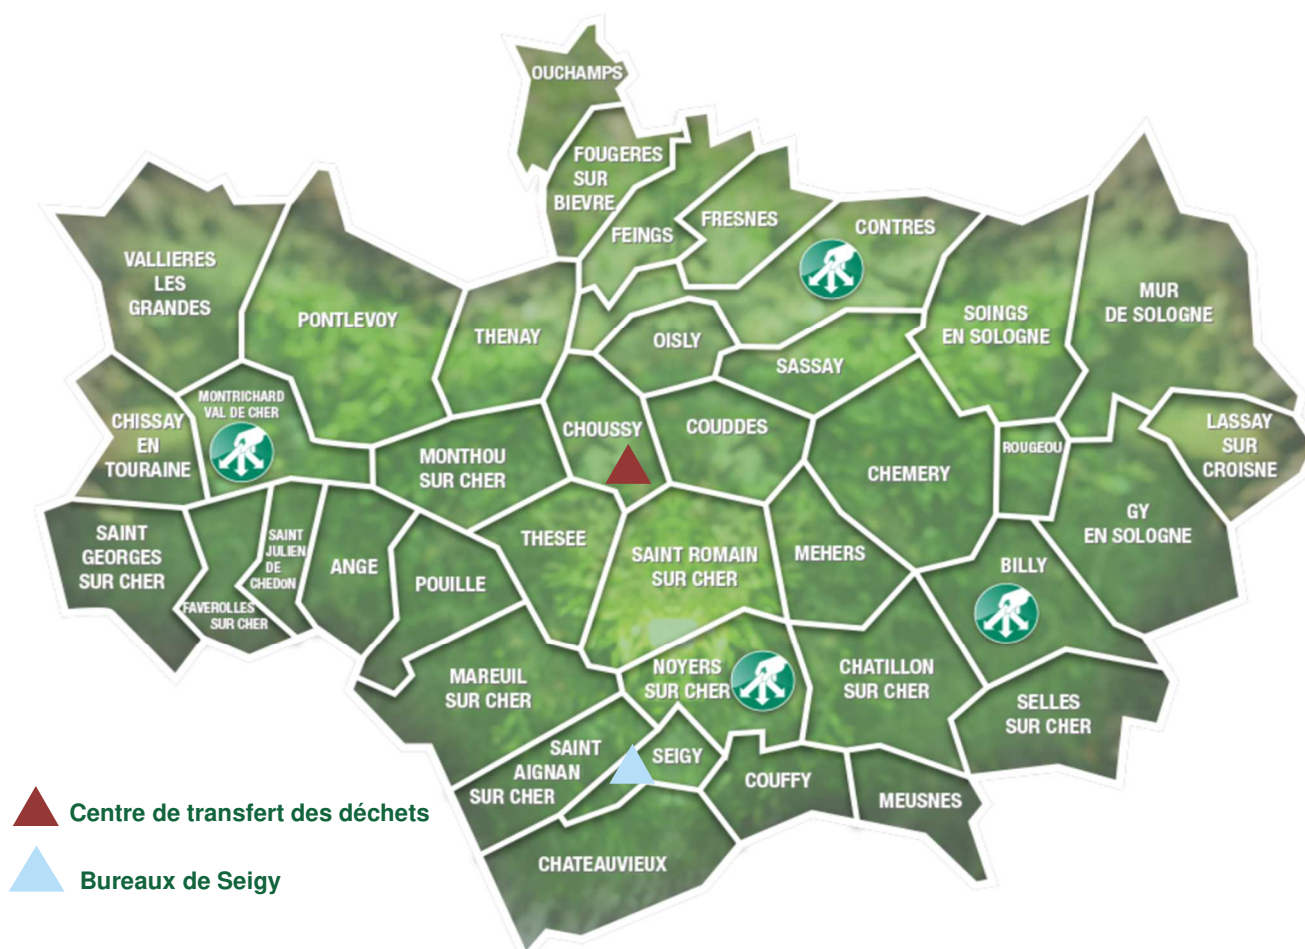 OUCHAMPS
FOUGERES
SUR
BIEVRE
FEINGS
FRESNES
CONTRES
VALLIERES
LES
GRANDES
PONTLEVOY
THENAY
OISLY
SASSAY
SOINGS
EN SOLOGNE
MUR
DE SOLOGNE
CHISSAY
EN
TOURAINE
MONTRICHARD
VAL DE CHER
MONTHOU
SUR CHER
CHOUSSY
COUDDES
CHEMERY
ROUGEOU
LASSAY
SUR
CROISNE
GY
EN SOLOGNE
SAINT
GEORGES
SUR CHER
FAVEROLLES
SUR CHER
SAINT
JULIEN
DE
CHEDON
ANGE
POUILLE
THESEE
SAINT ROMAIN
SUR CHER
MEHERS
BILLY
MAREUIL
SUR CHER
NOYERS
SUR CHER
CHATILLON
SUR CHER
SELLES
SUR CHER
SAINT
AIGNAN
SUR CHER
SEIGY
COUFFY
MEUSNES
CHATEAUVIEUX
Centre de transfert des déchets
Bureaux de Seigy